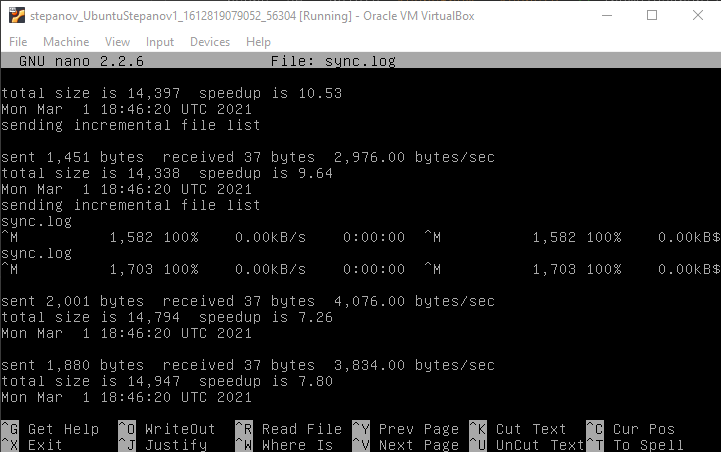 stepanov_UbuntuStepanov1_1612819079052_56304 [Running] - Oracle VM VirtualBox
File Machine View Input Devices Help
GNU nano 2.2.6 File: sync.log
total size is 14,397 speedup is 10.53
Mon Mar 1 18:46:20 UTC 2021
sending incremental file list
sent 1,451 bytes received 37 bytes 2,976.00 bytes/sec
total size is 14,338 speedup is 9.64
sending incremental file list
sync.log
^M 1,582 100% 0.00kB/s 0:00:00 ^M 1,582 100% 0.00kB$
sync.log
^M 1,703 100% 0.00kB/s 0:00:00 ^M 1,703 100% 0.00kB$
sent 2,001 bytes received 37 bytes 4,076.00 bytes/sec
total size is 14,794 speedup is 7.26
Mon Mar 1 18:46:20 UTC 2021
sent 1,880 bytes received 37 bytes 3,834.00 bytes/sec
total size is 14,947 speedup is 7.80
Mon Mar 1 18:46:20 UTC 2021
^G Get Help ^O WriteOut ^R Read File ^Y Prev Page ^K Cut Text ^C Cur Pos
^X Exit ^J Justify ^W Where Is ^V Next Page ^U UnCut Text ^T To Spell